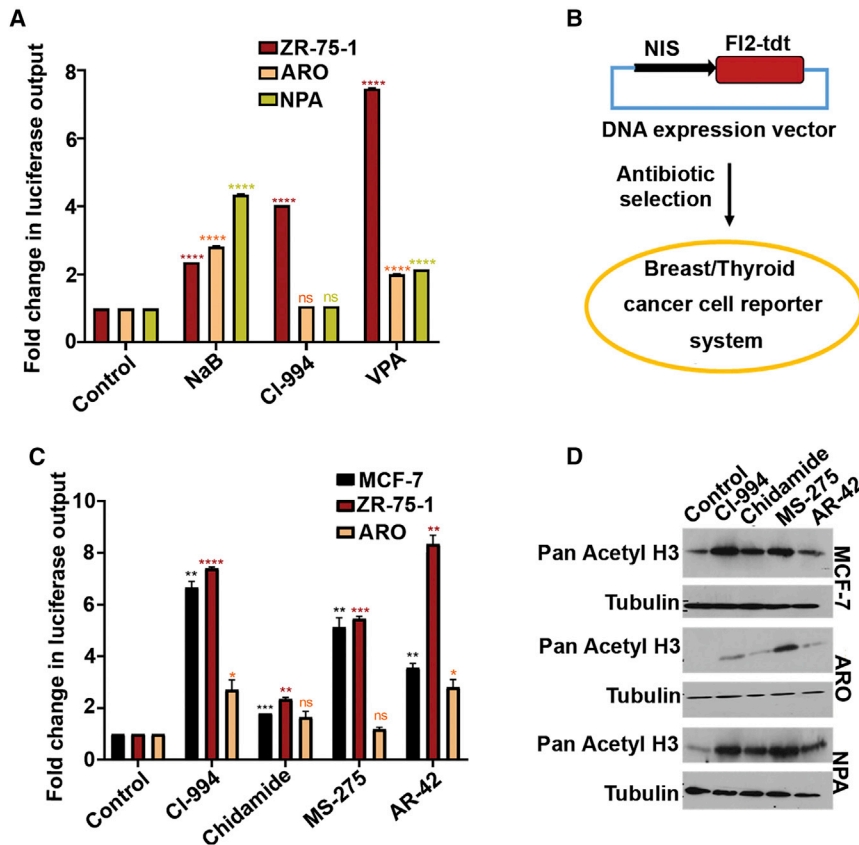 A
Fold change in luciferase output
8
6
4
2
0
ZR-75-1
ARO
NPA
****
****
****
****
ns
ns
****
****
****
Control
NaB
CI-994
VPA
B
NIS
Fl2-tdt
DNA expression vector
Antibiotic
selection
Breast/Thyroid
cancer cell reporter
system
C
Fold change in luciferase output
10
8
6
4
2
0
MCF-7
ZR-75-1
ARO
**
****
*
***
**
ns
**
***
ns
**
**
*
Control
CI-994
Chidamide
MS-275
AR-42
D
Control
CI-994
Chidamide
MS-275
AR-42
Pan Acetyl H3
Tubulin
MCF-7
Pan Acetyl H3
Tubulin
ARO
Pan Acetyl H3
Tubulin
NPA